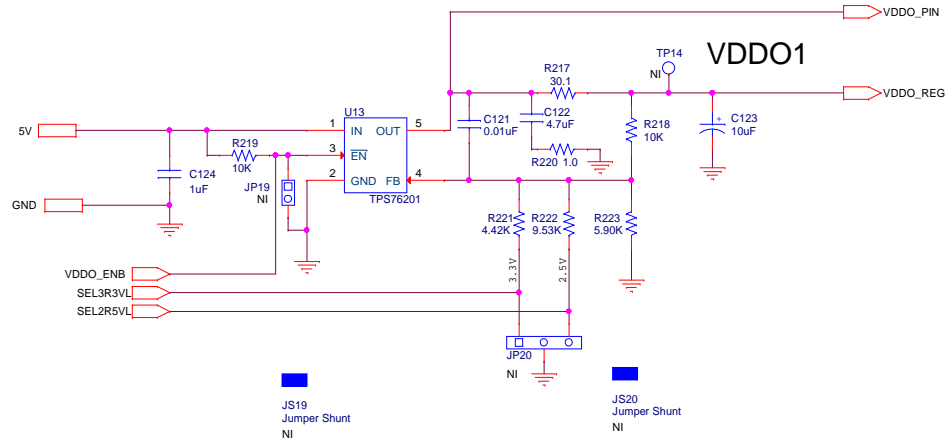 VDDO_PIN
TP14
VDDO1
NI
R217
30.1
VDDO_REG
U13
C121
0.01uF
C122
4.7uF
R218
10K
C123
10uF
+
5V
1
IN
OUT
5
R219
10K
3
EN
R220 1.0
C124
1uF
JP19
NI
2
GND
FB
4
TPS76201
GND
R221
4.42K
R222
9.53K
R223
5.90K
VDDO_ENB
3.3V
2.5V
SEL3R3VL
SEL2R5VL
JP20
NI
JS19
Jumper Shunt
NI
JS20
Jumper Shunt
NI